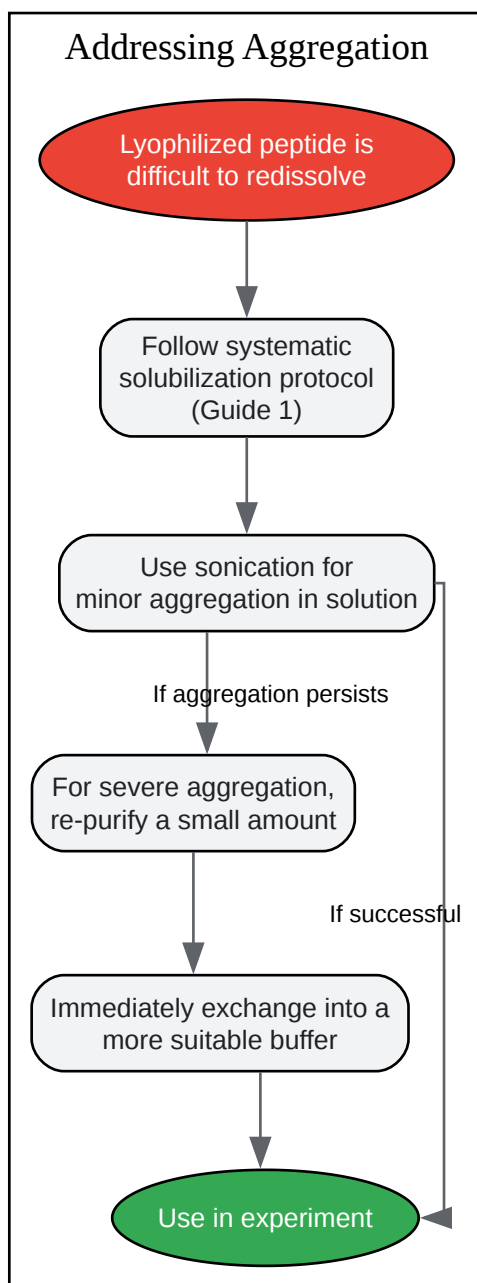 Addressing Aggregation
Lyophilized peptide is
difficult to redissolve
Follow systematic
solubilization protocol
(Guide 1)
Use sonication for
minor aggregation in solution
If aggregation persists
For severe aggregation,
re-purify a small amount
If successful
Immediately exchange into a
more suitable buffer
Use in experiment